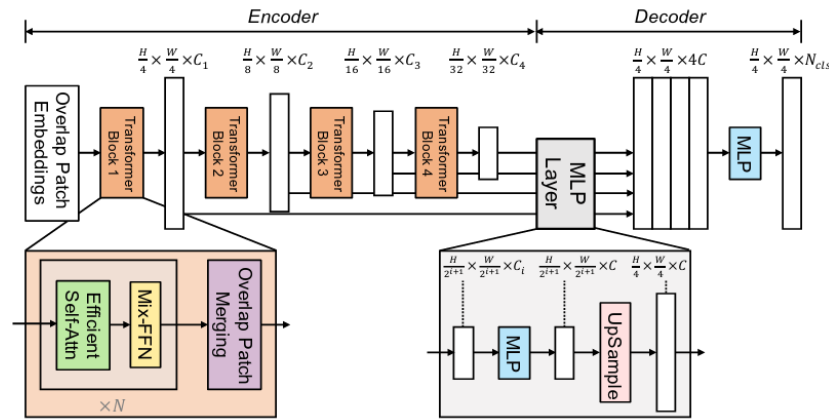 Encoder
Decoder
H/4 × W/4 × C₁
H/8 × W/8 × C₂
H/16 × W/16 × C₃
H/32 × W/32 × C₄
H/4 × W/4 × 4C
H/4 × W/4 × N_cls
Overlap Patch
Embeddings
Transformer
Block 1
Transformer
Block 2
Transformer
Block 3
Transformer
Block 4
MLP
Layer
MLP
Efficient
Self-Attn
Mix-FFN
Overlap Patch
Merging
× N
H/2^{i+1} × W/2^{i+1} × C_i
H/2^{i+1} × W/2^{i+1} × C
H/4 × W/4 × C
MLP
UpSample